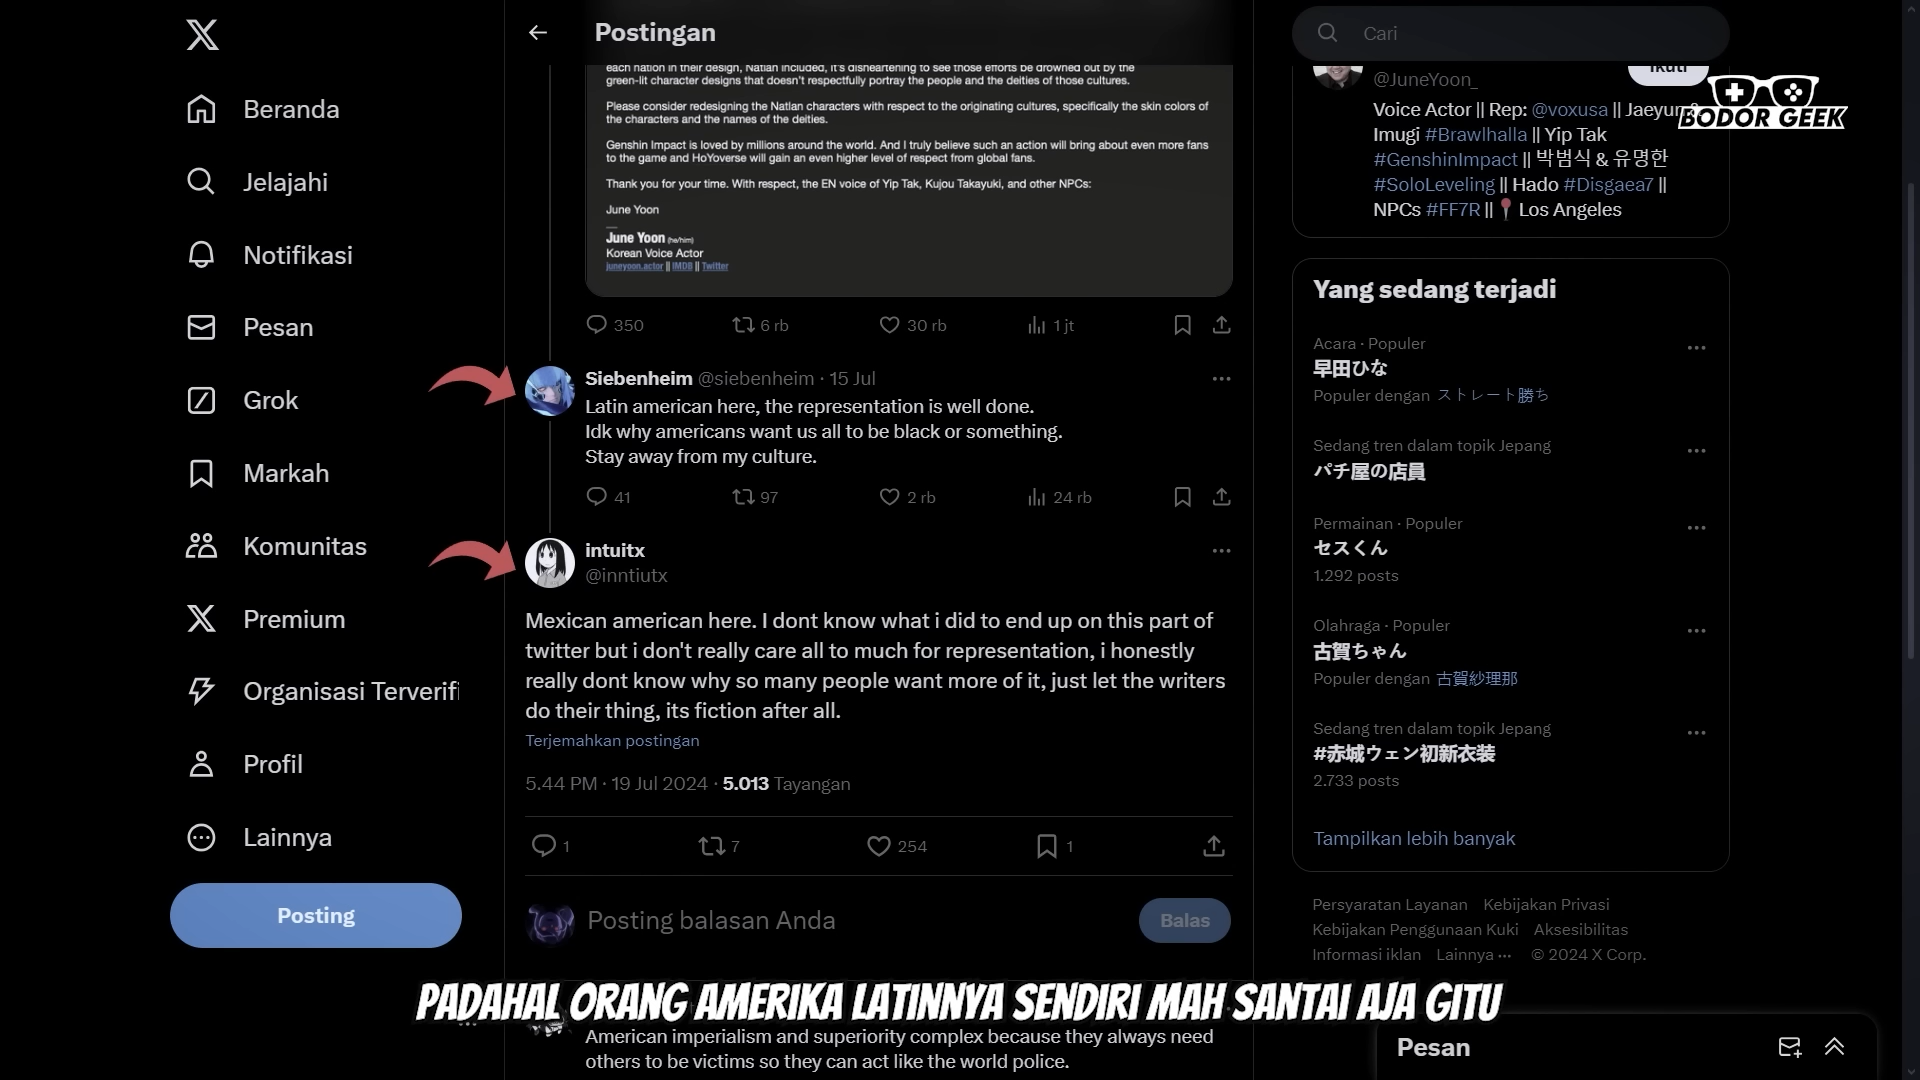 Beranda
Jelajahi
Notifikasi
Pesan
Grok
Markah
Komunitas
Premium
Organisasi Terverifi
Profil
Lainnya
Posting
Postingan
each nation in their design, Natlan included, it's disheartening to see those efforts be drowned out by the
green-lit character designs that doesn't respectfully portray the people and the deities of those cultures.
Please consider redesigning the Natlan characters with respect to the originating cultures, specifically the skin colors of
the characters and the names of the deities.
Genshin Impact is loved by millions around the world. And I truly believe such an action will bring about even more fans
to the game and HoYoverse will gain an even higher level of respect from global fans.
Thank you for your time. With respect, the EN voice of Yip Tak, Kujou Takayuki, and other NPCs:
June Yoon
June Yoon (he/him)
Korean Voice Actor
juneyoon.actor || IMDB || Twitter
350 6 rb 30 rb 1 jt
Siebenheim @siebenheim · 15 Jul
Latin american here, the representation is well done.
Idk why americans want us all to be black or something.
Stay away from my culture.
41 97 2 rb 24 rb
intuitx
@inntiutx
Mexican american here. I dont know what i did to end up on this part of
twitter but i don't really care all to much for representation, i honestly
really dont know why so many people want more of it, just let the writers
do their thing, its fiction after all.
Terjemahkan postingan
5.44 PM · 19 Jul 2024 · 5.013 Tayangan
1 7 254 1
Posting balasan Anda
Balas
PADAHAL ORANG AMERIKA LATINNYA SENDIRI MAH SANTAI AJA GITU
American imperialism and superiority complex because they always need
others to be victims so they can act like the world police.
Cari
@JuneYoon_
Ikuti
BODOR GEEK
Voice Actor || Rep: @voxusa || Jaeyun &
Imugi #Brawlhalla || Yip Tak
#GenshinImpact || 박범식 & 유명한
#SoloLeveling || Hado #Disgaea7 ||
NPCs #FF7R || 📍 Los Angeles
Yang sedang terjadi
Acara · Populer
早田ひな
Populer dengan ストレート勝ち
Sedang tren dalam topik Jepang
パチ屋の店員
Permainan · Populer
セスくん
1.292 posts
Olahraga · Populer
古賀ちゃん
Populer dengan 古賀紗理那
Sedang tren dalam topik Jepang
#赤城ウェン初新衣装
2.733 posts
Tampilkan lebih banyak
Persyaratan Layanan Kebijakan Privasi
Kebijakan Penggunaan Kuki Aksesibilitas
Informasi iklan Lainnya ··· © 2024 X Corp.
Pesan